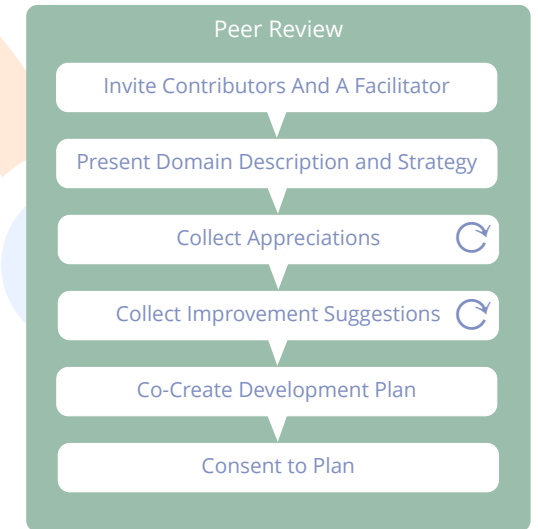 Peer Review
Invite Contributors And A Facilitator
Present Domain Description and Strategy
Collect Appreciations
Collect Improvement Suggestions
Co-Create Development Plan
Consent to Plan